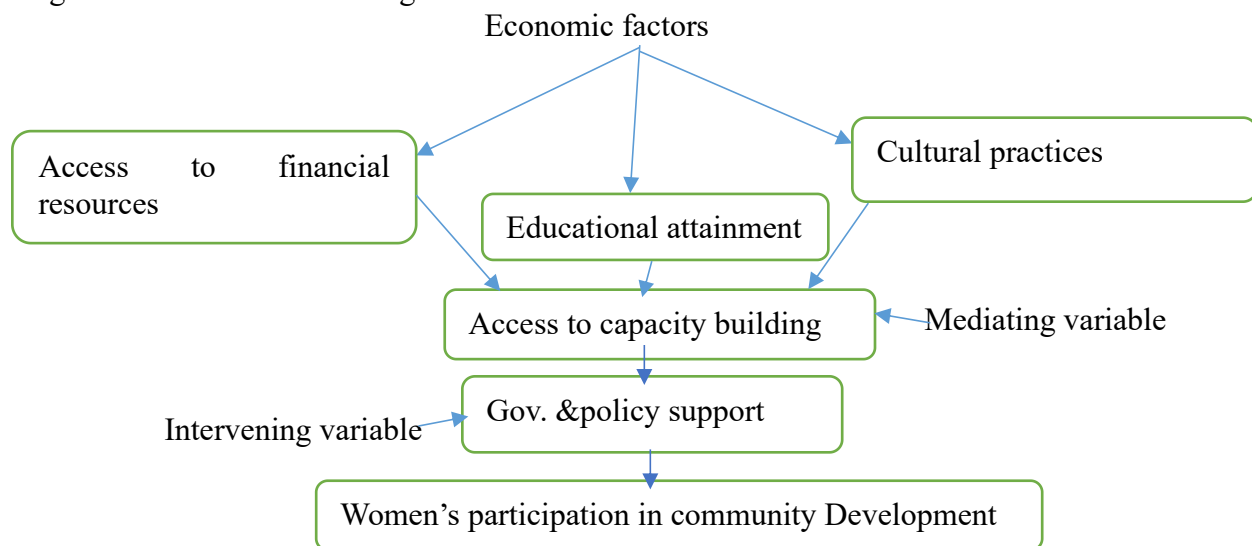 Economic factors
Access to financial
resources
Cultural practices
Educational attainment
Access to capacity building
Mediating variable
Gov. &policy support
Intervening variable
Women’s participation in community Development